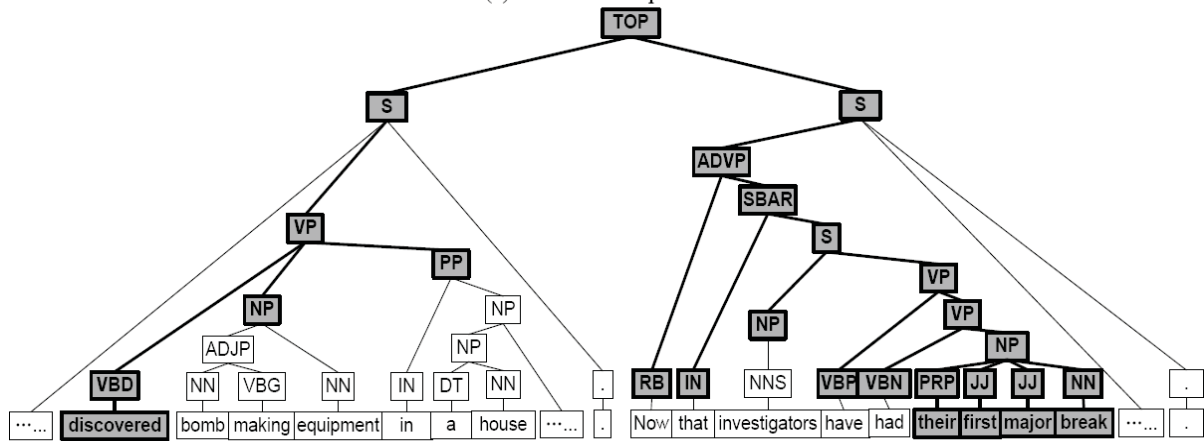 TOP
S S
ADVP
SBAR
VP S
PP VP
NP NP NP VP
ADJP NP NP
VBD NN VBG NN IN DT NN . RB IN NNS VBP VBN PRP JJ JJ NN .
...... discovered bomb making equipment in a house ...... . Now that investigators have had their first major break ...... .